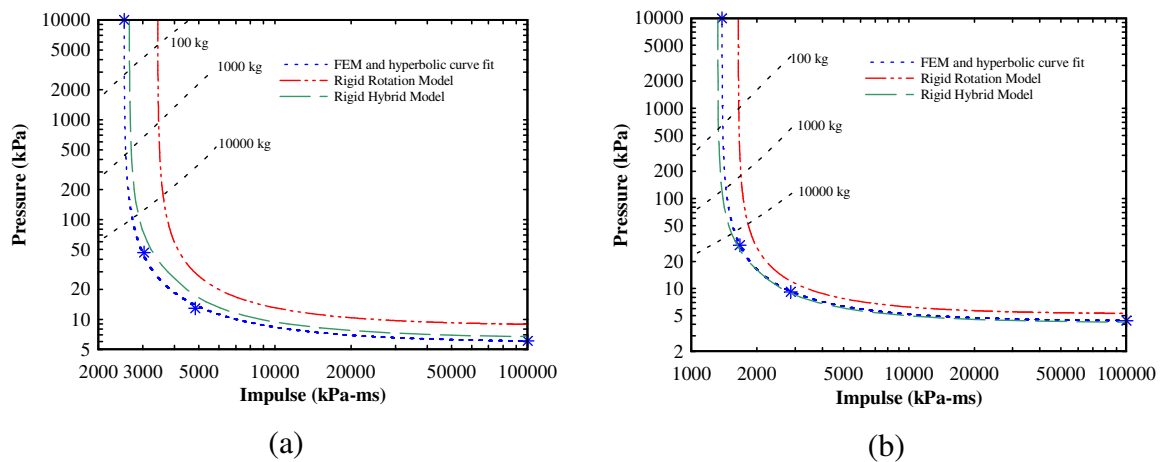 10000
5000
2000
1000
500
200
100
50
20
10
5
Pressure (kPa)
100 kg
1000 kg
10000 kg
FEM and hyperbolic curve fit
Rigid Rotation Model
Rigid Hybrid Model
2000 3000 5000 10000 20000 50000 100000
Impulse (kPa-ms)
(a)
10000
5000
2000
1000
500
200
100
50
20
10
5
2
Pressure (kPa)
100 kg
1000 kg
10000 kg
FEM and hyperbolic curve fit
Rigid Rotation Model
Rigid Hybrid Model
1000 2000 5000 10000 20000 50000 100000
Impulse (kPa-ms)
(b)